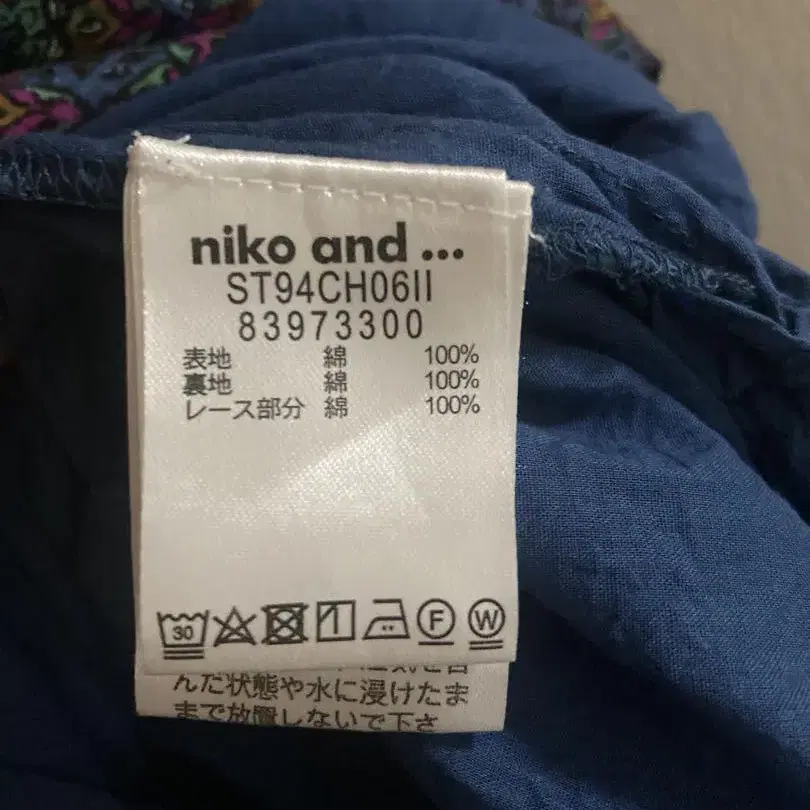 niko and ...
ST94CH06II
83973300
表地 綿 100%
裏地 綿 100%
レース部分 綿 100%
30
F
W
んだ状態や水に浸けたま
まで放置しないで下さ